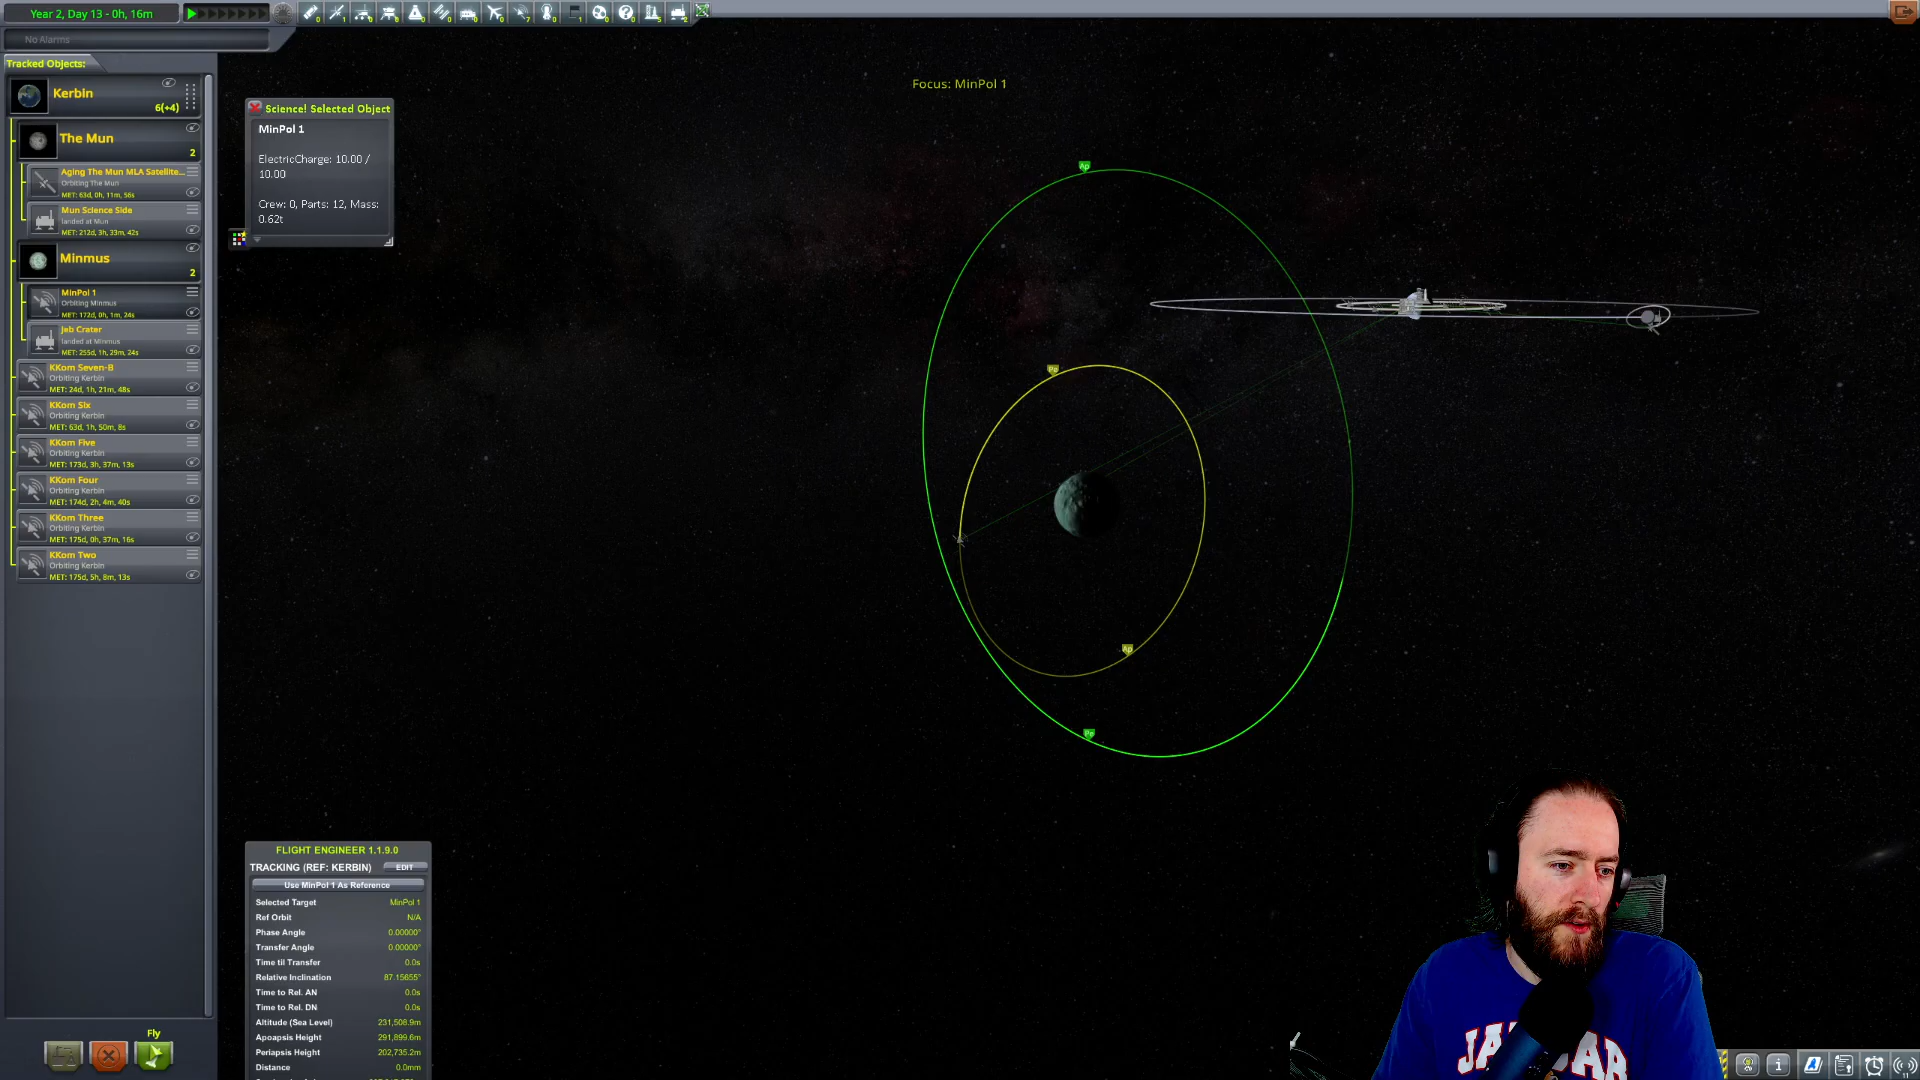 Year 2, Day 13 - 0h, 16m
No Alarms
Tracked Objects:
Kerbin
6(+4)
The Mun
2
Aging The Mun MLA Satellite...
Orbiting The Mun
MET: 63d, 0h, 11m, 56s
Mun Science Side
landed at Mun
MET: 212d, 3h, 33m, 42s
Minmus
2
MinPol 1
Orbiting Minmus
MET: 172d, 0h, 1m, 24s
Jeb Crater
landed at Minmus
MET: 255d, 1h, 29m, 24s
KKom Seven-B
Orbiting Kerbin
MET: 24d, 1h, 21m, 48s
KKom Six
Orbiting Kerbin
MET: 63d, 1h, 50m, 8s
KKom Five
Orbiting Kerbin
MET: 173d, 3h, 37m, 13s
KKom Four
Orbiting Kerbin
MET: 174d, 2h, 4m, 40s
KKom Three
Orbiting Kerbin
MET: 175d, 0h, 37m, 16s
KKom Two
Orbiting Kerbin
MET: 175d, 5h, 8m, 13s
Fly
Science! Selected Object
MinPol 1
ElectricCharge: 10.00 /
10.00
Crew: 0, Parts: 12, Mass:
0.62t
Focus: MinPol 1
Ap
Pe
Ap
Pe
FLIGHT ENGINEER 1.1.9.0
TRACKING (REF: KERBIN) EDIT
Use MinPol 1 As Reference
Selected Target MinPol 1
Ref Orbit N/A
Phase Angle 0.00000°
Transfer Angle 0.00000°
Time til Transfer 0.0s
Relative Inclination 87.15655°
Time to Rel. AN 0.0s
Time to Rel. DN 0.0s
Altitude (Sea Level) 231,508.9m
Apoapsis Height 291,899.6m
Periapsis Height 202,735.2m
Distance 0.0mm